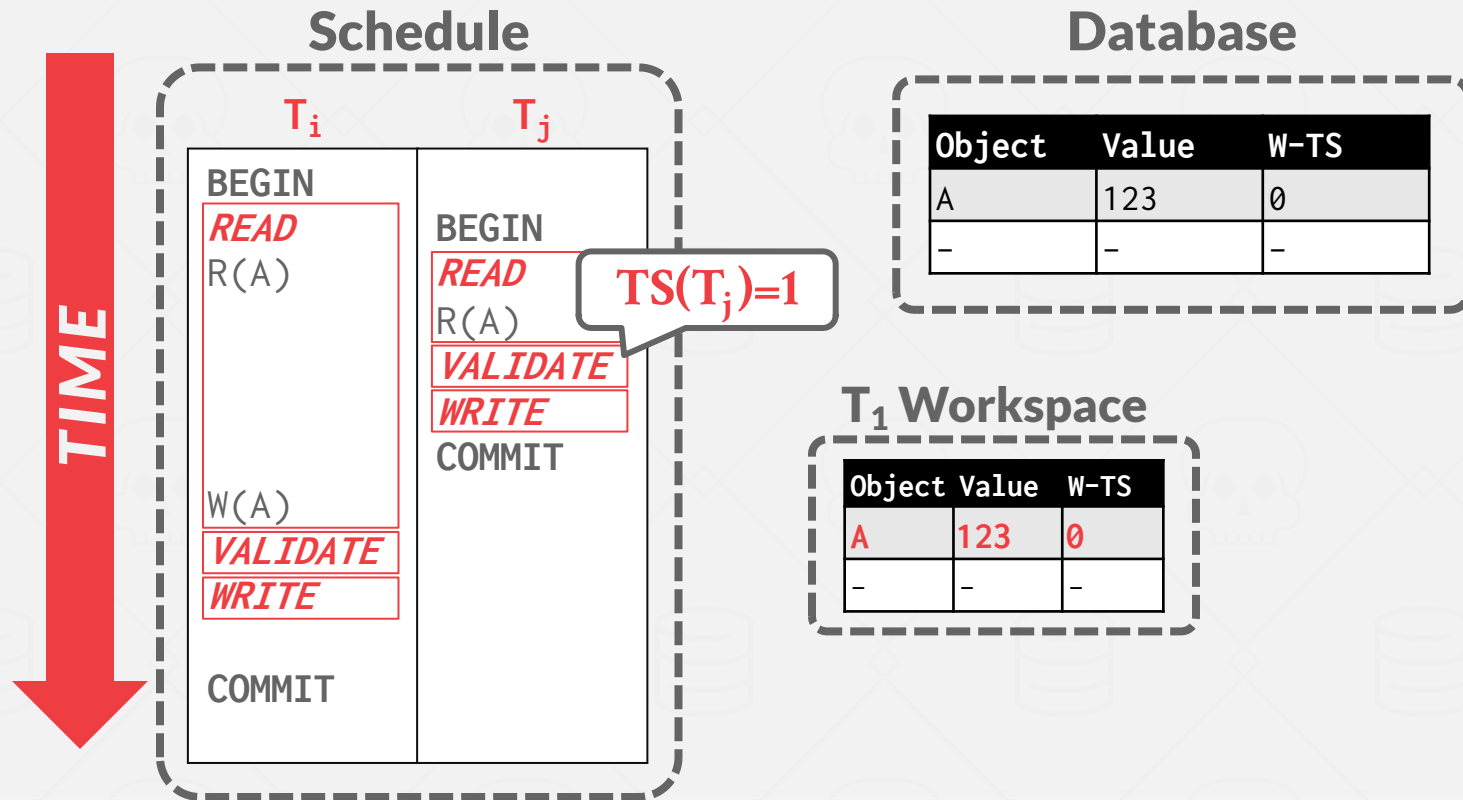 Schedule
TIME
Ti Tj
BEGIN
READ
R(A)
W(A)
VALIDATE
WRITE
COMMIT
BEGIN
READ
R(A)
VALIDATE
WRITE
COMMIT
TS(Tj)=1
Database
Object Value W-TS
A 123 0
– – –
T1 Workspace
Object Value W-TS
A 123 0
– – –